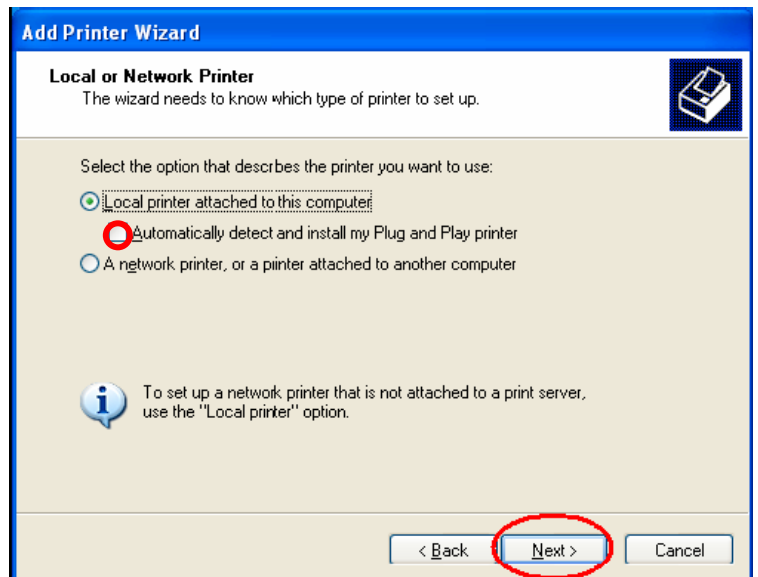 Add Printer Wizard
Local or Network Printer
The wizard needs to know which type of printer to set up.
Select the option that descrbes the printer you want to use:
Local printer attached to this computer
Automatically detect and install my Plug and Play printer
A network printer, or a piinter attached to another computer
To set up a network printer that is not attached to a print server,
use the "Local printer" option.
< Back
Next >
Cancel